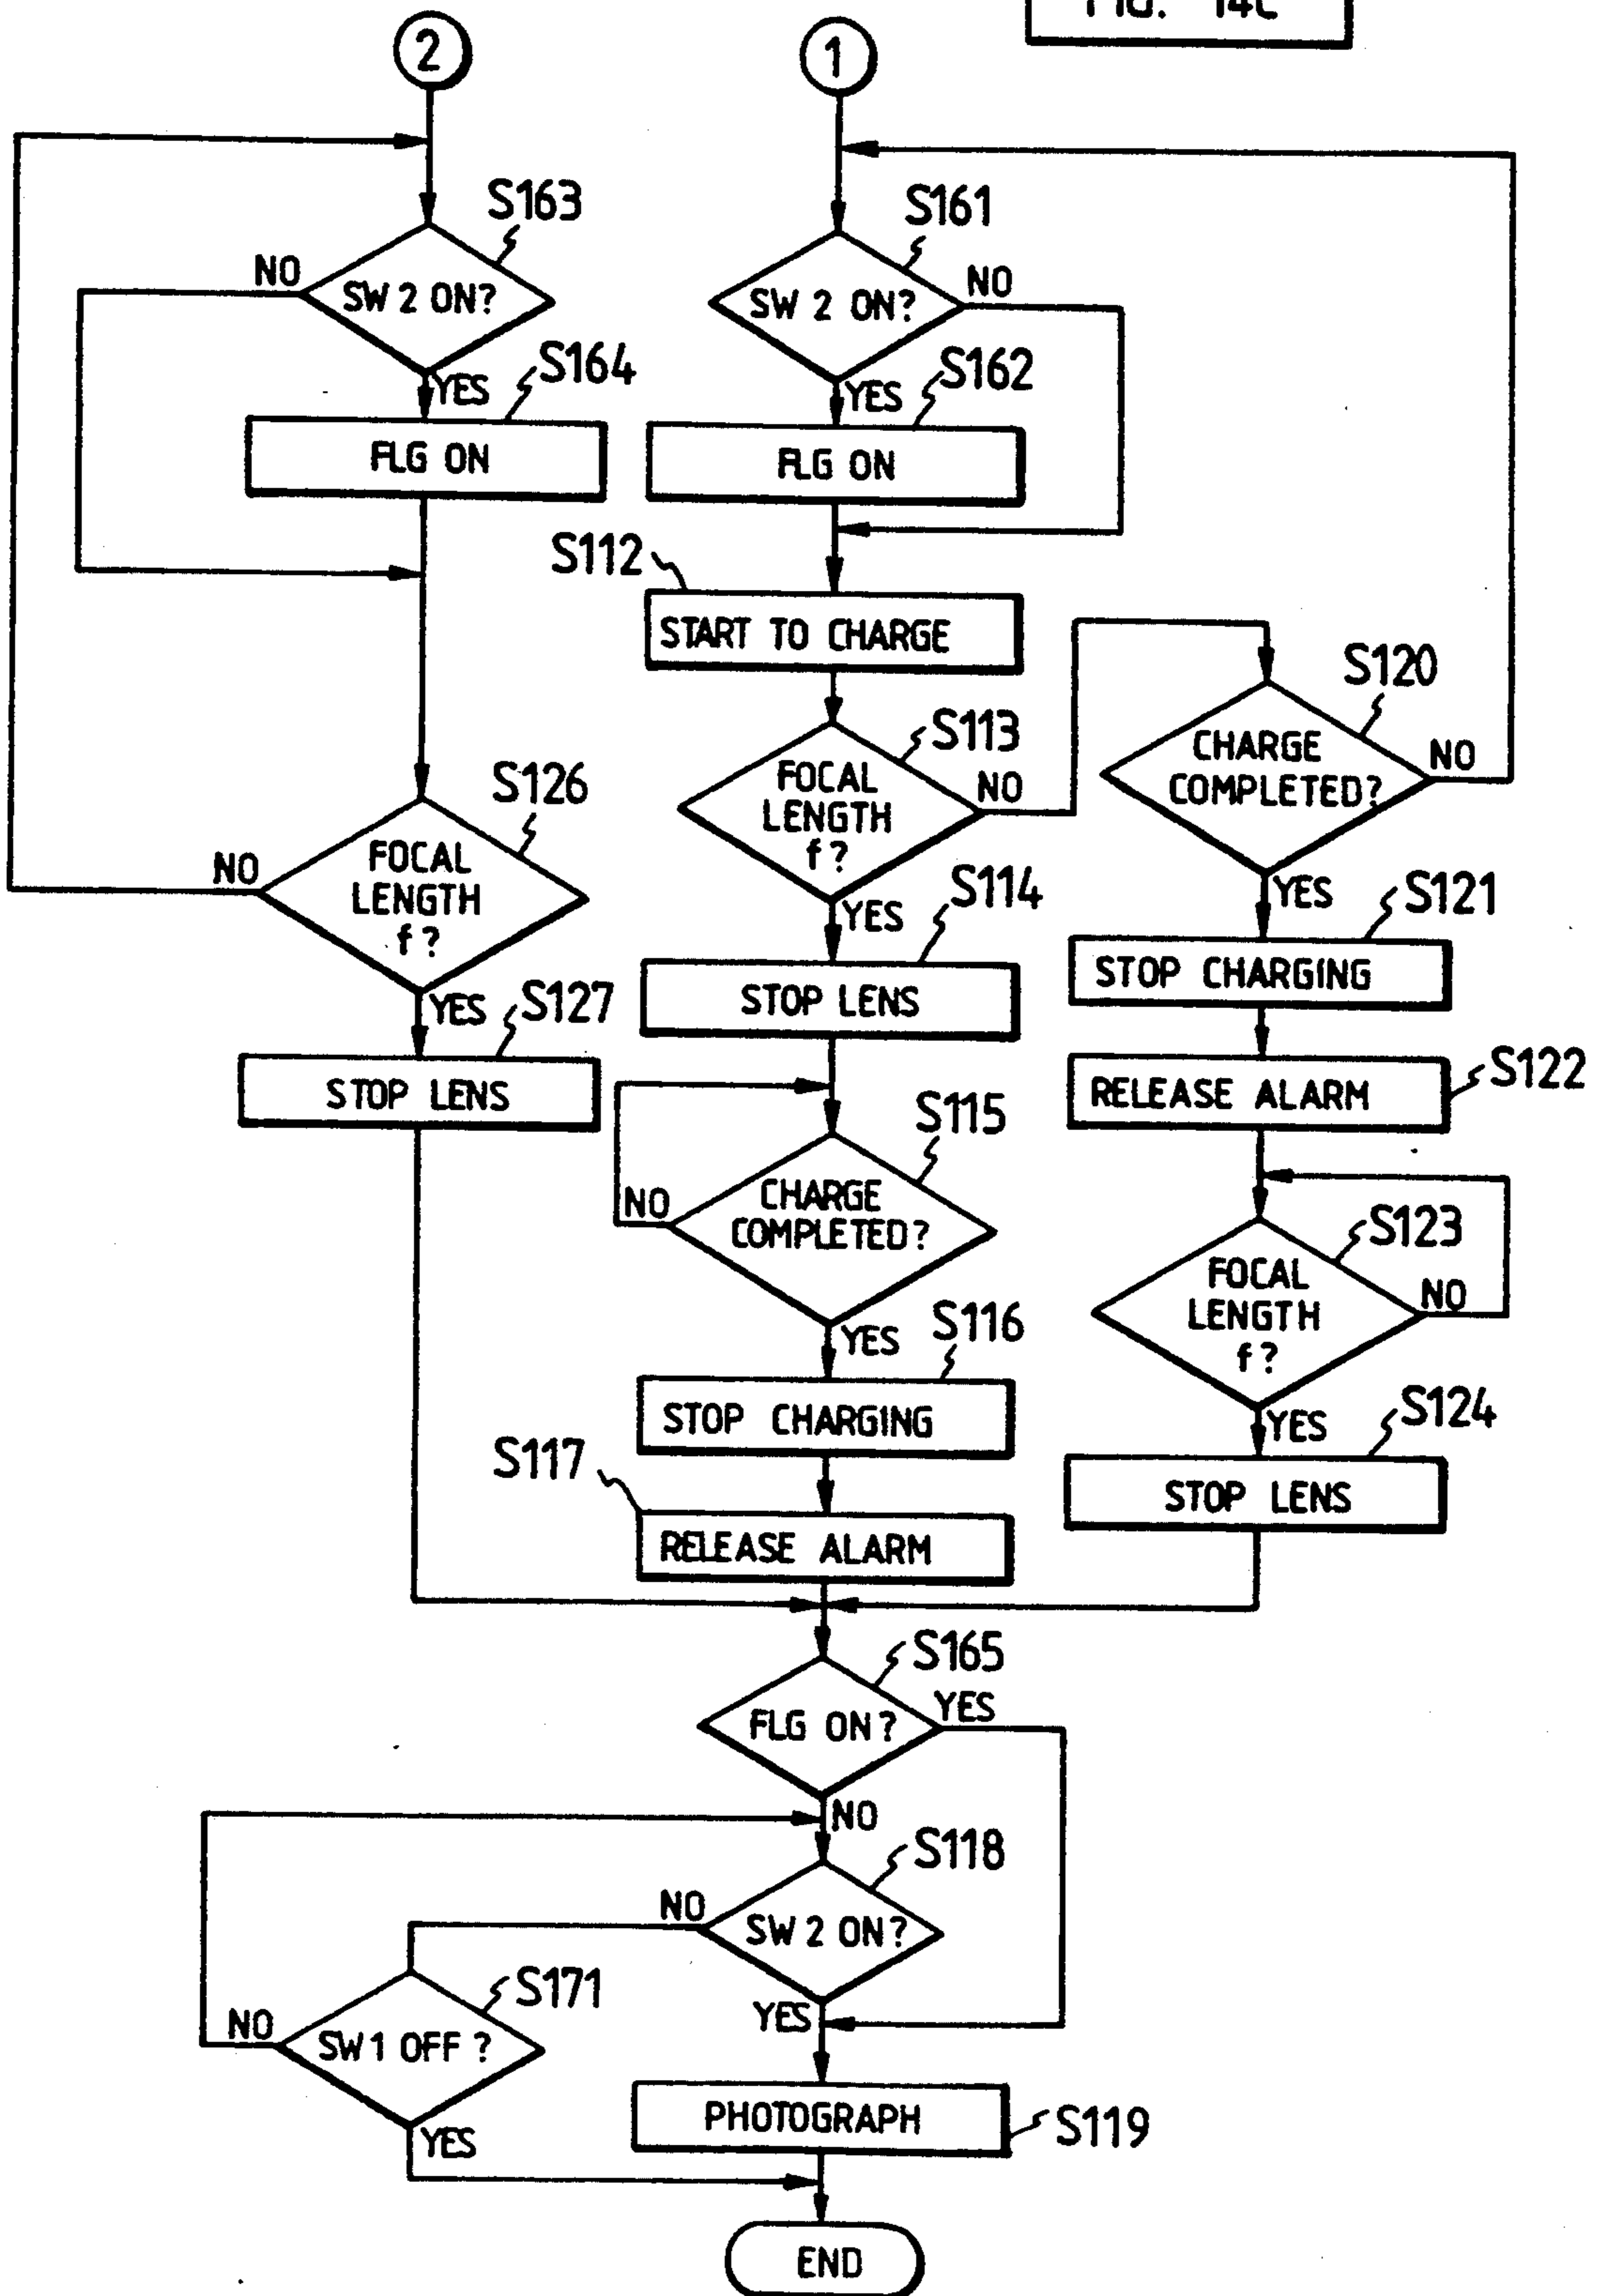 FIG. 14C
2
1
S163
SW 2 ON?
NO
YES
S164
FLG ON
S161
SW 2 ON?
NO
YES
S162
FLG ON
S112
START TO CHARGE
S113
FOCAL
LENGTH
f?
NO
YES
S120
CHARGE
COMPLETED?
NO
YES
S126
FOCAL
LENGTH
f?
NO
YES
S127
STOP LENS
S114
STOP LENS
S121
STOP CHARGING
S122
RELEASE ALARM
S115
CHARGE
COMPLETED?
NO
YES
S123
FOCAL
LENGTH
f?
NO
YES
S116
STOP CHARGING
S124
STOP LENS
S117
RELEASE ALARM
S165
FLG ON?
YES
NO
S118
SW 2 ON?
NO
YES
S171
SW 1 OFF?
NO
YES
PHOTOGRAPH
S119
END